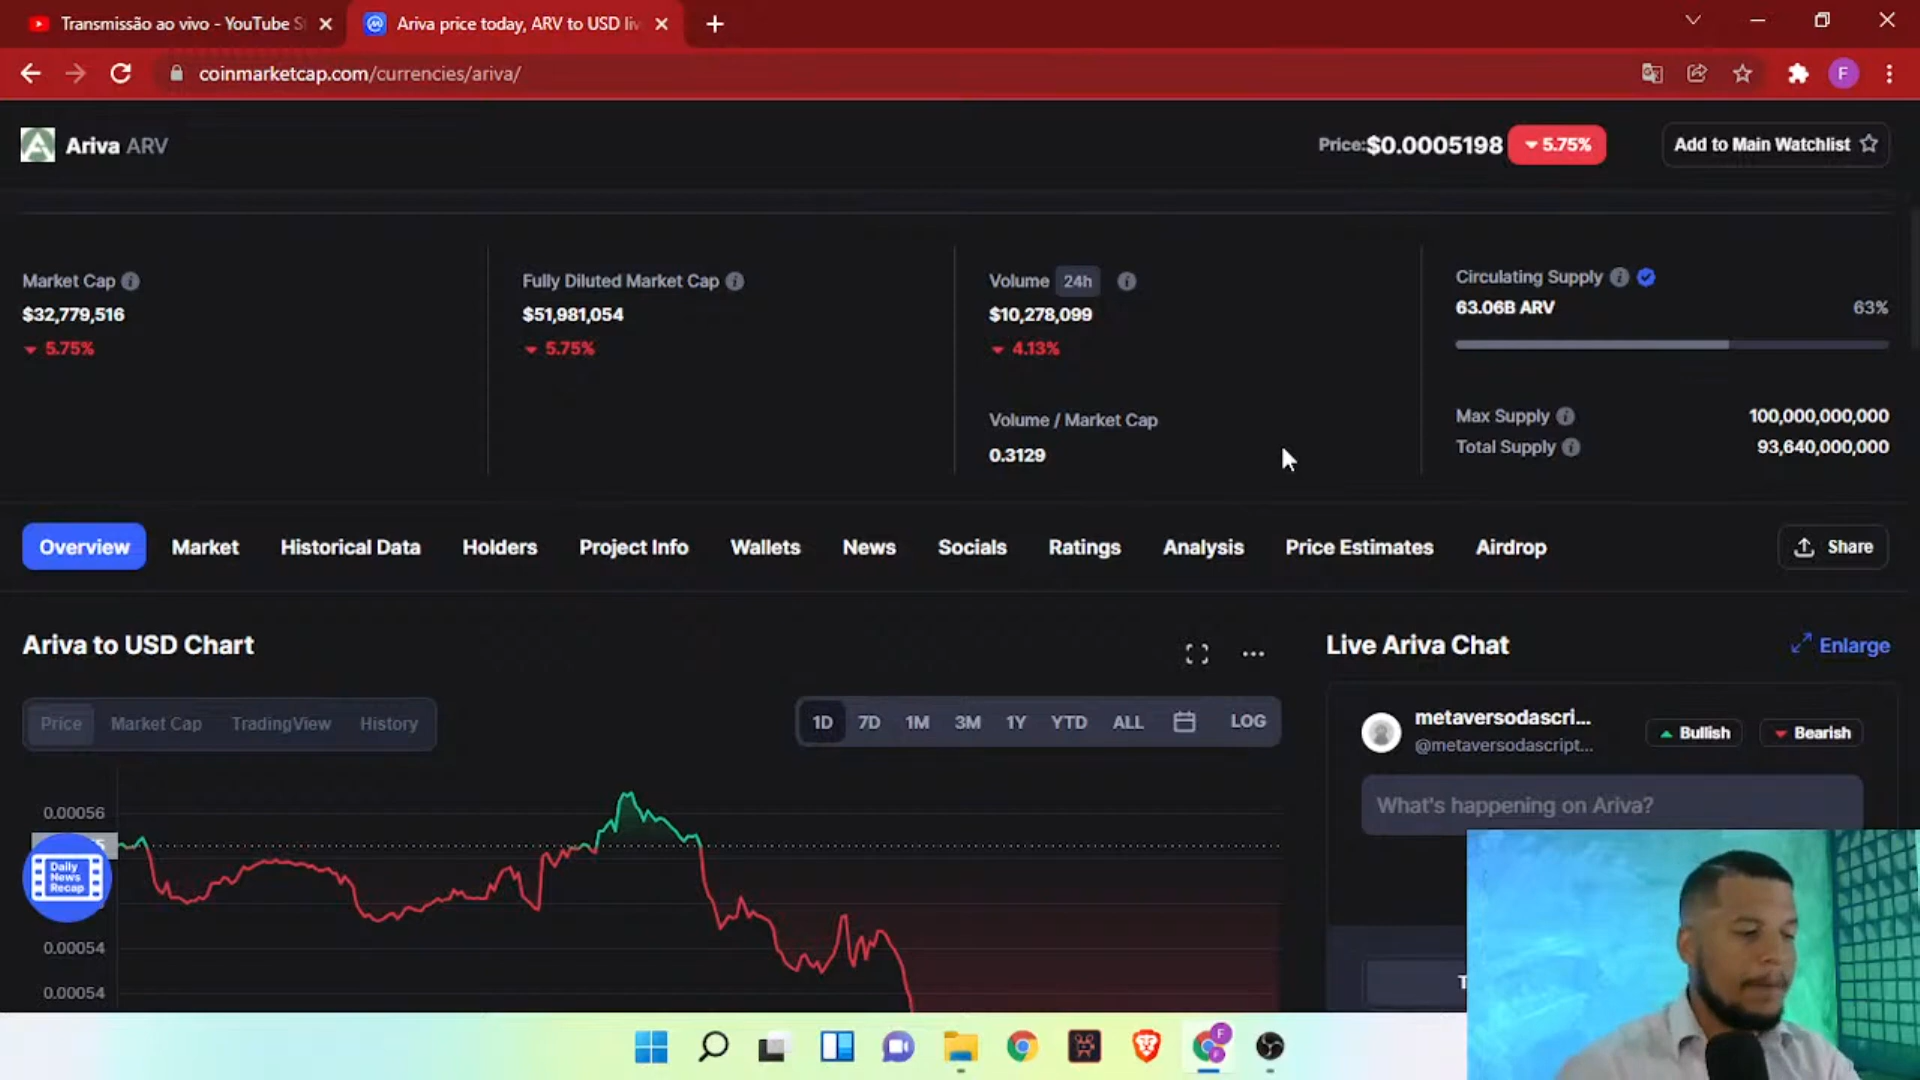 Transmissão ao vivo - YouTube S
Ariva price today, ARV to USD liv
coinmarketcap.com/currencies/ariva/
F
Ariva ARV
Price:$0.0005198
5.75%
Add to Main Watchlist
Market Cap
$32,779,516
5.75%
Fully Diluted Market Cap
$51,981,054
5.75%
Volume 24h
$10,278,099
4.13%
Volume / Market Cap
0.3129
Circulating Supply
63.06B ARV
63%
Max Supply
100,000,000,000
Total Supply
93,640,000,000
Overview
Market
Historical Data
Holders
Project Info
Wallets
News
Socials
Ratings
Analysis
Price Estimates
Airdrop
Share
Ariva to USD Chart
Live Ariva Chat
Enlarge
Price
Market Cap
TradingView
History
1D
7D
1M
3M
1Y
YTD
ALL
LOG
metaversodascri...
@metaversodascript...
Bullish
Bearish
What's happening on Ariva?
0.00056
Daily
News
Recap
0.00054
0.00054
F
F